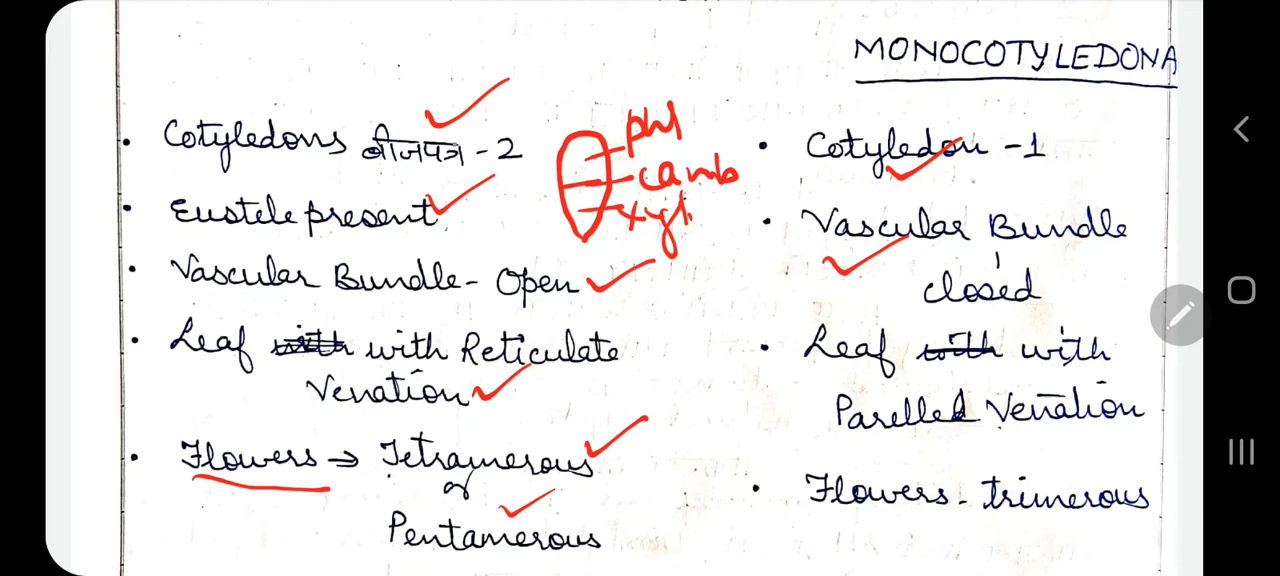 MONOCOTYLEDONA
• Cotyledons बीजपत्र - 2
• Eustele present
• Vascular Bundle - Open
• Leaf with with Reticulate
Venation
• Flowers → Tetramerous
or
Pentamerous
phl
camb
xyl.
• Cotyledon - 1
• Vascular Bundle
closed
• Leaf with with
Parelled Venation
• Flowers - trimerous